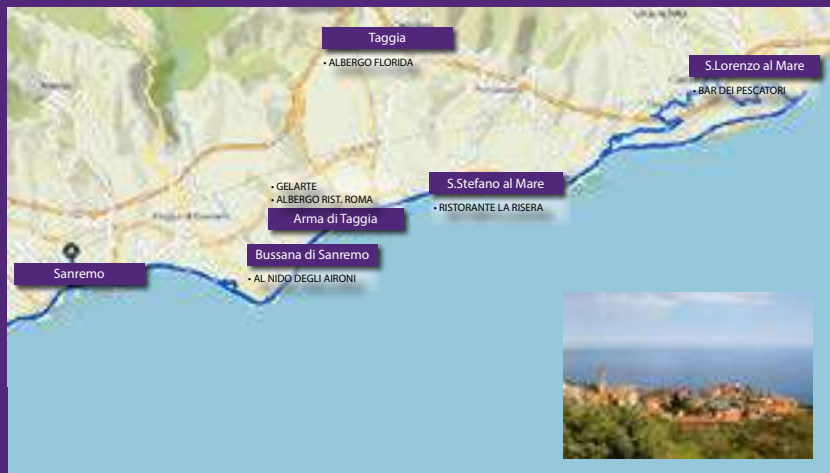 Taggia
• ALBERGO FLORIDA
S.Lorenzo al Mare
• BAR DEI PESCATORI
S.Stefano al Mare
• RISTORANTE LA RISERA
• GELARTE
• ALBERGO RIST. ROMA
Arma di Taggia
Bussana di Sanremo
• AL NIDO DEGLI AIRONI
Sanremo